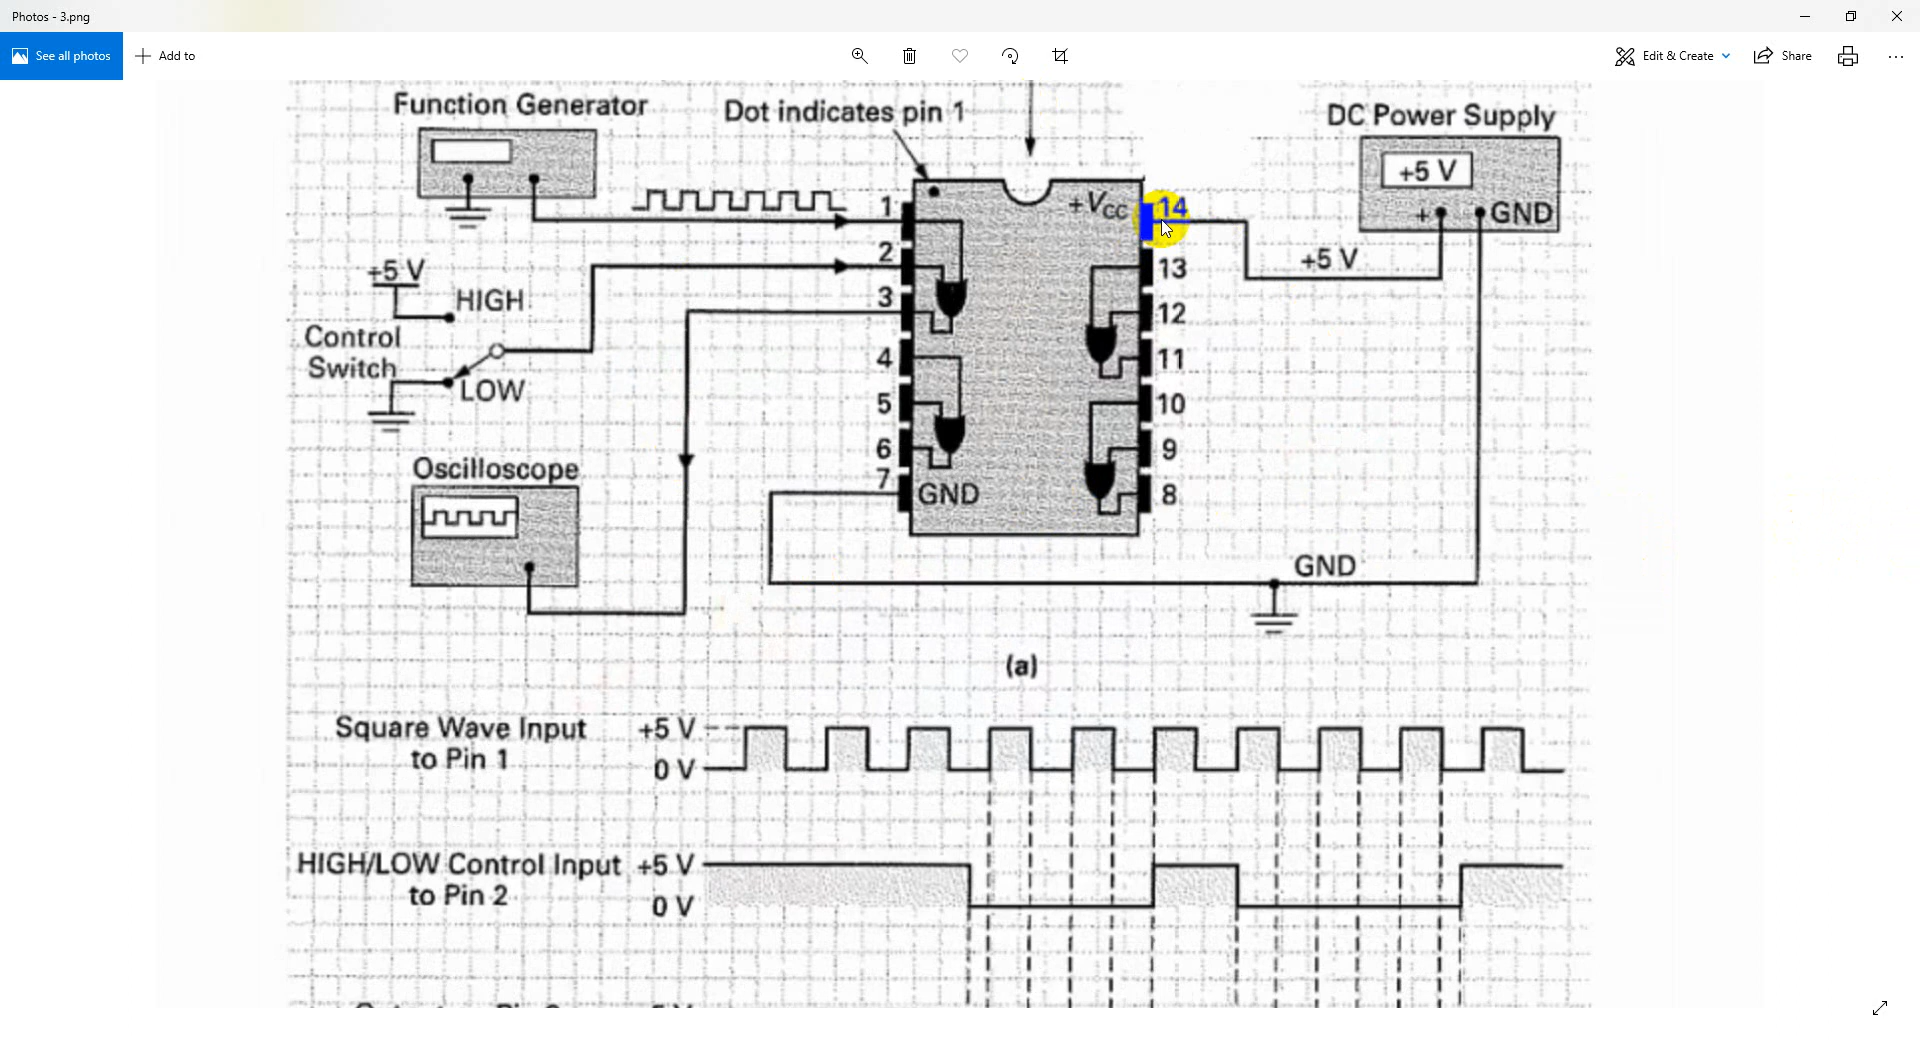 Photos - 3.png
See all photos
Add to
Edit & Create
Share
Function Generator
Dot indicates pin 1
DC Power Supply
+5 V
+VCC
1
14
+
GND
2
13
+5 V
+5 V
HIGH
3
12
Control
Switch
4
11
LOW
5
10
6
9
Oscilloscope
7
GND
8
GND
(a)
Square Wave Input
to Pin 1
+5 V
0 V
HIGH/LOW Control Input
to Pin 2
+5 V
0 V